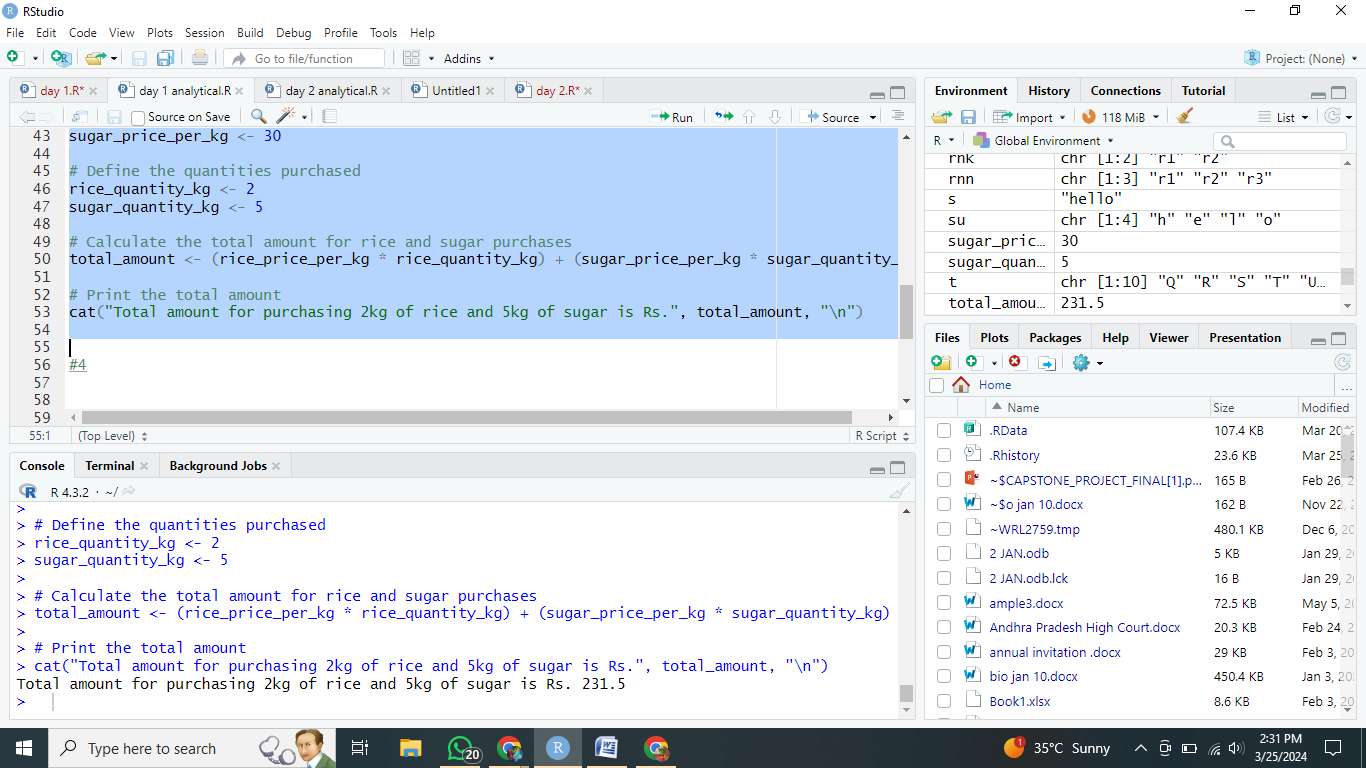 RStudio
File Edit Code View Plots Session Build Debug Profile Tools Help
Go to file/function Addins Project: (None)
day 1.R* day 1 analytical.R day 2 analytical.R Untitled1 day 2.R*
Source on Save Run Source
43 sugar_price_per_kg <- 30
44
45 # Define the quantities purchased
46 rice_quantity_kg <- 2
47 sugar_quantity_kg <- 5
48
49 # Calculate the total amount for rice and sugar purchases
50 total_amount <- (rice_price_per_kg * rice_quantity_kg) + (sugar_price_per_kg * sugar_quantity_
51
52 # Print the total amount
53 cat("Total amount for purchasing 2kg of rice and 5kg of sugar is Rs.", total_amount, "\n")
54
55
56 #4
57
58
59
55:1 (Top Level) R Script
Console Terminal Background Jobs
R 4.3.2 · ~/
>
> # Define the quantities purchased
> rice_quantity_kg <- 2
> sugar_quantity_kg <- 5
>
> # Calculate the total amount for rice and sugar purchases
> total_amount <- (rice_price_per_kg * rice_quantity_kg) + (sugar_price_per_kg * sugar_quantity_kg)
>
> # Print the total amount
> cat("Total amount for purchasing 2kg of rice and 5kg of sugar is Rs.", total_amount, "\n")
Total amount for purchasing 2kg of rice and 5kg of sugar is Rs. 231.5
>
Environment History Connections Tutorial
Import 118 MiB List
R Global Environment
rnk chr [1:2] "r1" "r2"
rnn chr [1:3] "r1" "r2" "r3"
s "hello"
su chr [1:4] "h" "e" "l" "o"
sugar_pric… 30
sugar_quan… 5
t chr [1:10] "Q" "R" "S" "T" "U…
total_amou… 231.5
Files Plots Packages Help Viewer Presentation
Home ...
Name Size Modified
.RData 107.4 KB Mar 20, 2
.Rhistory 23.6 KB Mar 25, 2
~$CAPSTONE_PROJECT_FINAL[1].p... 165 B Feb 26, 2
~$o jan 10.docx 162 B Nov 22, 2
~WRL2759.tmp 480.1 KB Dec 6, 20
2 JAN.odb 5 KB Jan 29, 2
2 JAN.odb.lck 16 B Jan 29, 2
ample3.docx 72.5 KB May 5, 2
Andhra Pradesh High Court.docx 20.3 KB Feb 24, 2
annual invitation .docx 29 KB Feb 3, 20
bio jan 10.docx 450.4 KB Jan 3, 20
Book1.xlsx 8.6 KB Feb 3, 20
Type here to search 20 1 35°C Sunny 2:31 PM
3/25/2024